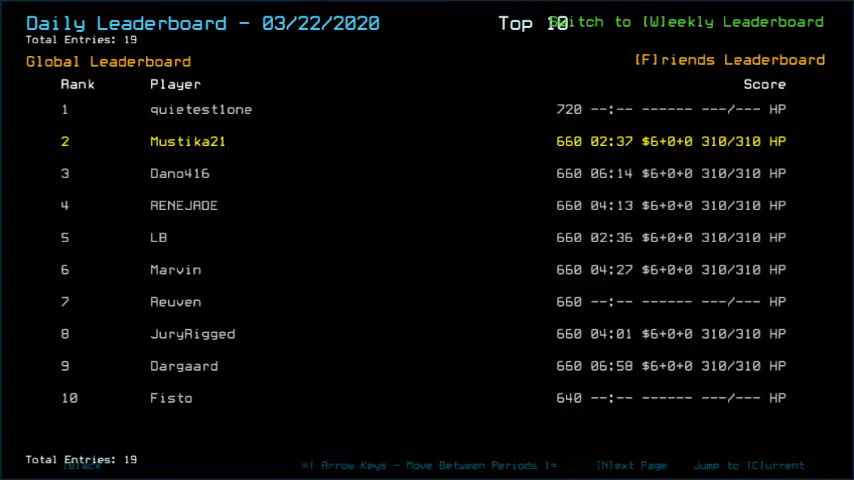 Daily Leaderboard - 03/22/2020 Top 10 Switch to [W]eekly Leaderboard
Total Entries: 19
Global Leaderboard [F]riends Leaderboard
Rank Player Score
1 quietest1one 720 --:-- ------ ---/--- HP
2 Mustika21 660 02:37 $6+0+0 310/310 HP
3 Dano416 660 06:14 $6+0+0 310/310 HP
4 RENEJADE 660 04:13 $6+0+0 310/310 HP
5 LB 660 02:36 $6+0+0 310/310 HP
6 Marvin 660 04:27 $6+0+0 310/310 HP
7 Reuven 660 --:-- ------ ---/--- HP
8 JuryRigged 660 04:01 $6+0+0 310/310 HP
9 Dargaard 660 06:58 $6+0+0 310/310 HP
10 Fisto 640 --:-- ------ ---/--- HP
Total Entries: 19
[B]ack =[ Arrow Keys - Move Between Periods ]= [N]ext Page Jump to [C]urrent